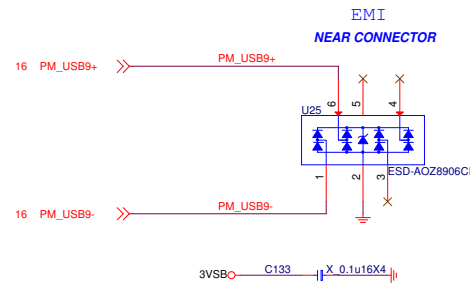 EMI
NEAR CONNECTOR
16 PM_USB9+
PM_USB9+
6
5
4
U25
ESD-AOZ8906CI
1
2
3
16 PM_USB9-
PM_USB9-
3VSB
C133
X_0.1u16X4